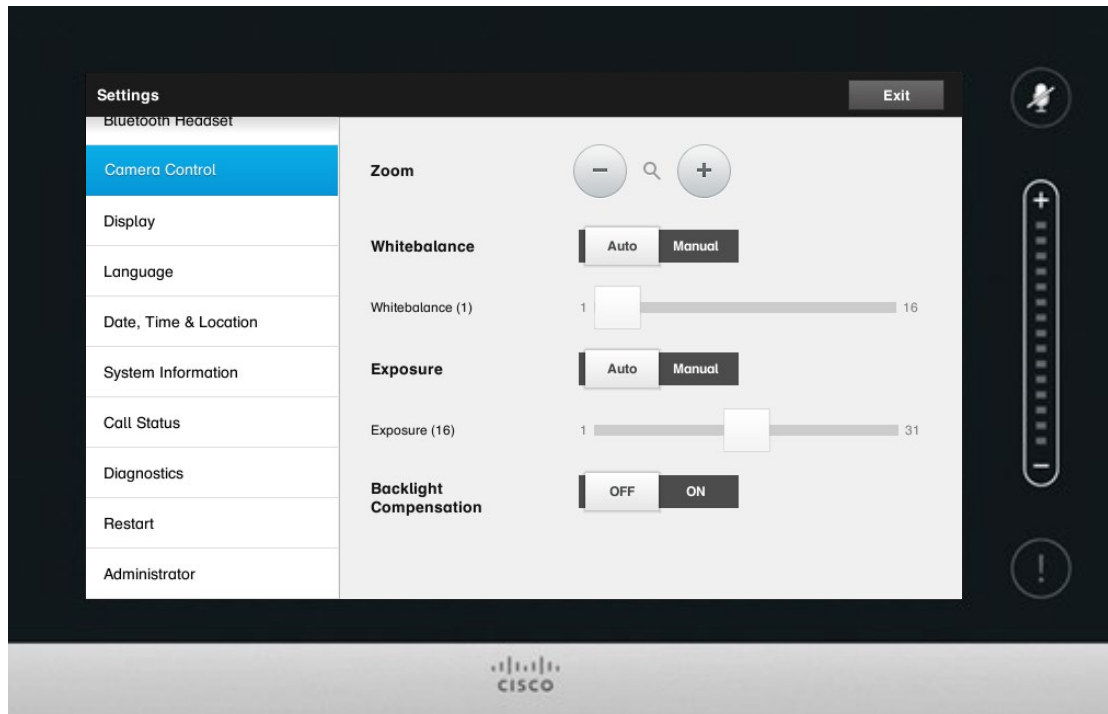 Settings
Exit
Bluetooth Headset
Camera Control
Display
Language
Date, Time & Location
System Information
Call Status
Diagnostics
Restart
Administrator
Zoom
- +
Whitebalance
Auto Manual
Whitebalance (1)
1 16
Exposure
Auto Manual
Exposure (16)
1 31
Backlight
Compensation
OFF ON
+
-
!
CISCO